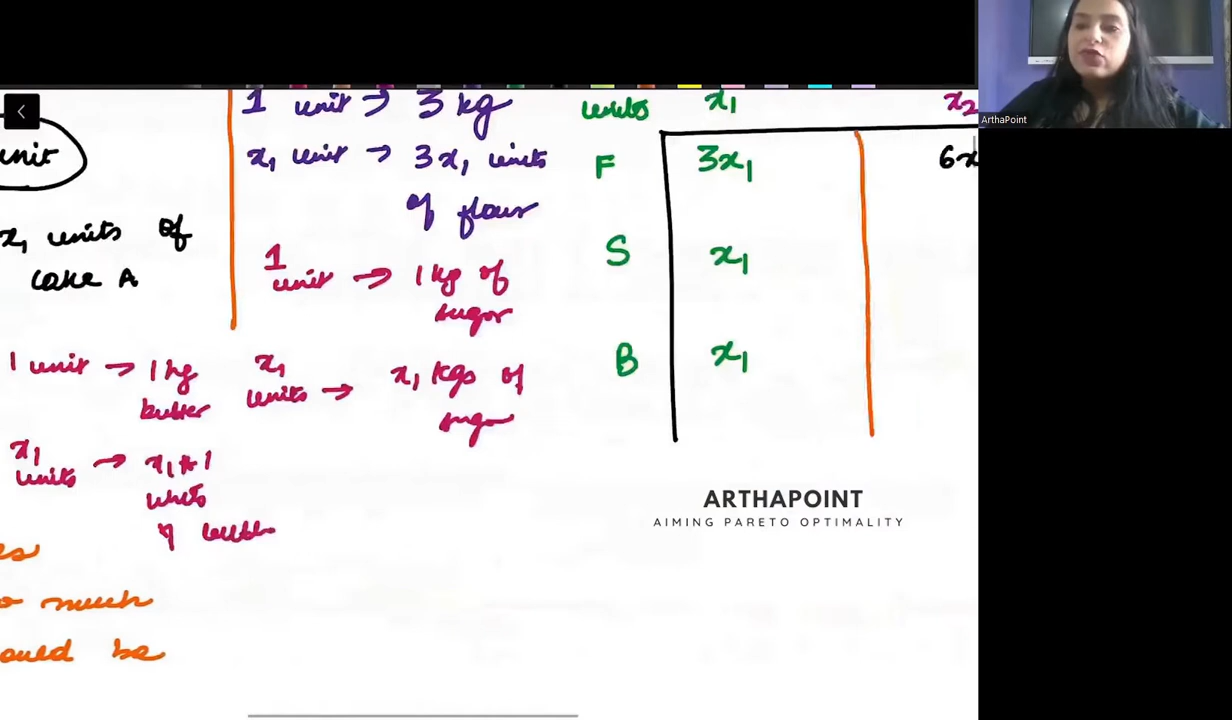 unit
x₁ units of
cake A
1 unit → 1 kg
butter
x₁
units → x₁ * 1
units
of
es
o much
ould be
1 unit → 3 kg
x₁ unit → 3x₁ units
of flour
1
unit → 1 kg of
sugar
x₁
units → x₁ kgs of
sugar
units x₁ x₂
F 3x₁ 6x
S x₁
B x₁
ARTHAPOINT
AIMING PARETO OPTIMALITY
ArthaPoint